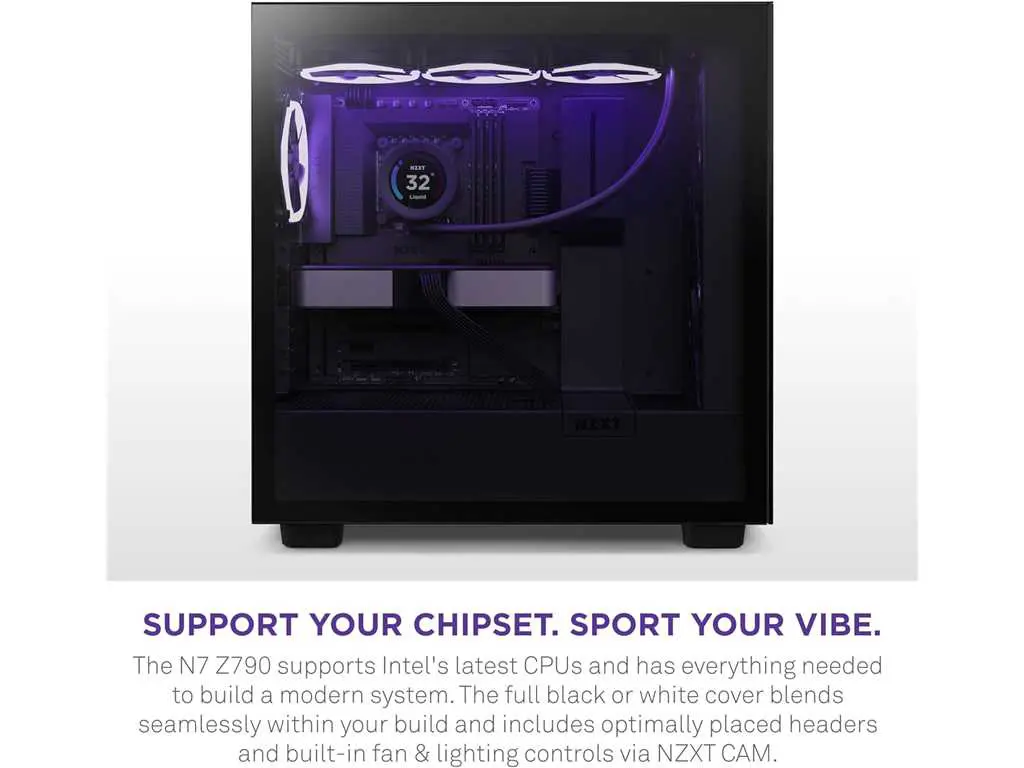 NZXT
32°
Liquid
NZXT
SUPPORT YOUR CHIPSET. SPORT YOUR VIBE.
The N7 Z790 supports Intel's latest CPUs and has everything needed
to build a modern system. The full black or white cover blends
seamlessly within your build and includes optimally placed headers
and built-in fan & lighting controls via NZXT CAM.